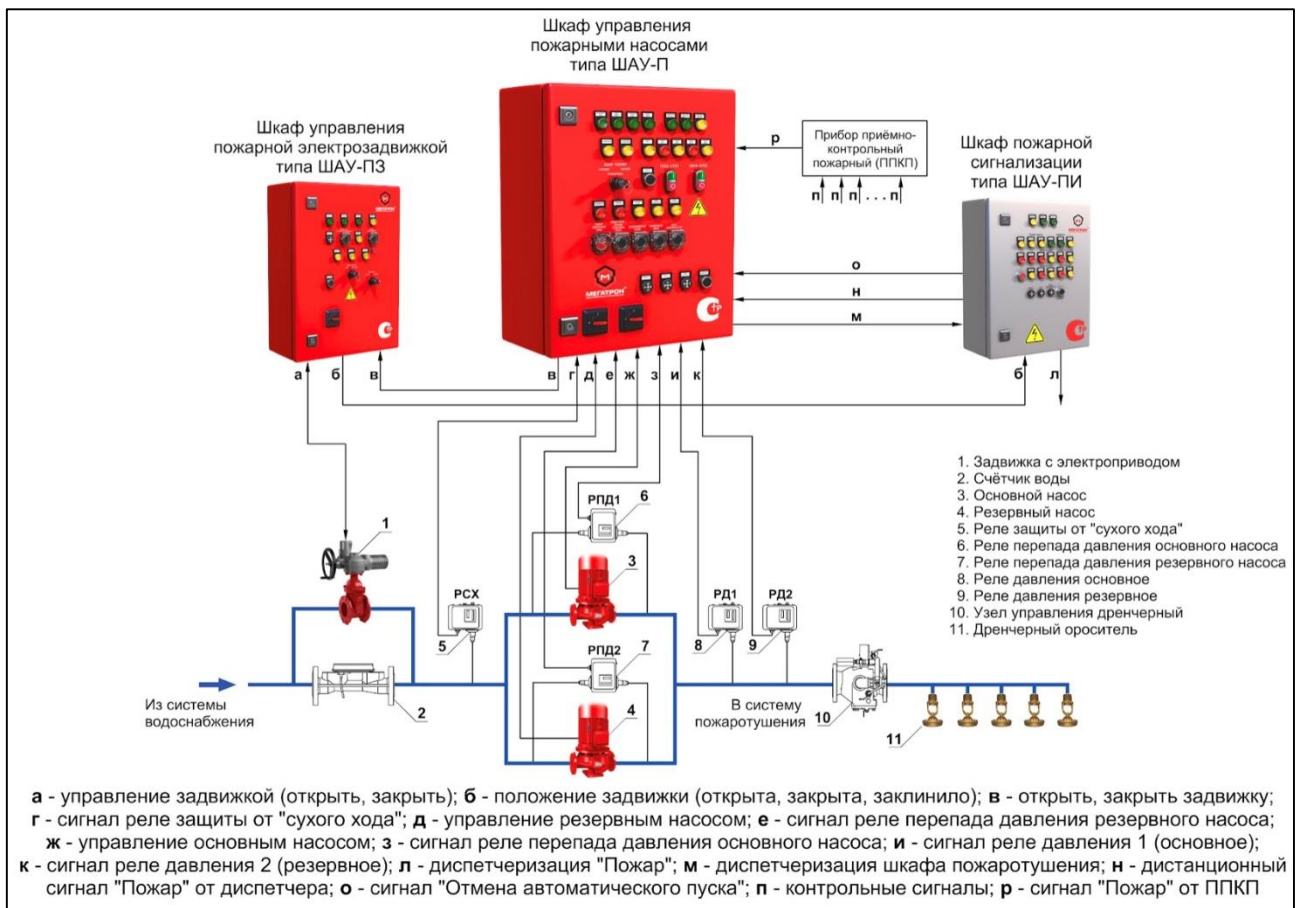 Шкаф управления
пожарными насосами
типа ШАУ-П
Шкаф управления
пожарной электрозадвижкой
типа ШАУ-ПЗ
р
Прибор приёмно-
контрольный
пожарный (ППКП)
п п п . . . п
Шкаф пожарной
сигнализации
типа ШАУ-ПИ
МЕГАТРОН
МЕГАТРОН
МЕГАТРОН
о
н
м
а б в
в г д е ж з и к
б л
1. Задвижка с электроприводом
2. Счётчик воды
3. Основной насос
4. Резервный насос
5. Реле защиты от "сухого хода"
6. Реле перепада давления основного насоса
7. Реле перепада давления резервного насоса
8. Реле давления основное
9. Реле давления резервное
10. Узел управления дренчерный
11. Дренчерный ороситель
РПД1
6
1
3
РСХ
5
РД1
8
РД2
9
РПД2
7
4
Из системы
водоснабжения
2
В систему
пожаротушения
10
11
а - управление задвижкой (открыть, закрыть); б - положение задвижки (открыта, закрыта, заклинило); в - открыть, закрыть задвижку;
г - сигнал реле защиты от "сухого хода"; д - управление резервным насосом; е - сигнал реле перепада давления резервного насоса;
ж - управление основным насосом; з - сигнал реле перепада давления основного насоса; и - сигнал реле давления 1 (основное);
к - сигнал реле давления 2 (резервное); л - диспетчеризация "Пожар"; м - диспетчеризация шкафа пожаротушения; н - дистанционный
сигнал "Пожар" от диспетчера; о - сигнал "Отмена автоматического пуска"; п - контрольные сигналы; р - сигнал "Пожар" от ППКП